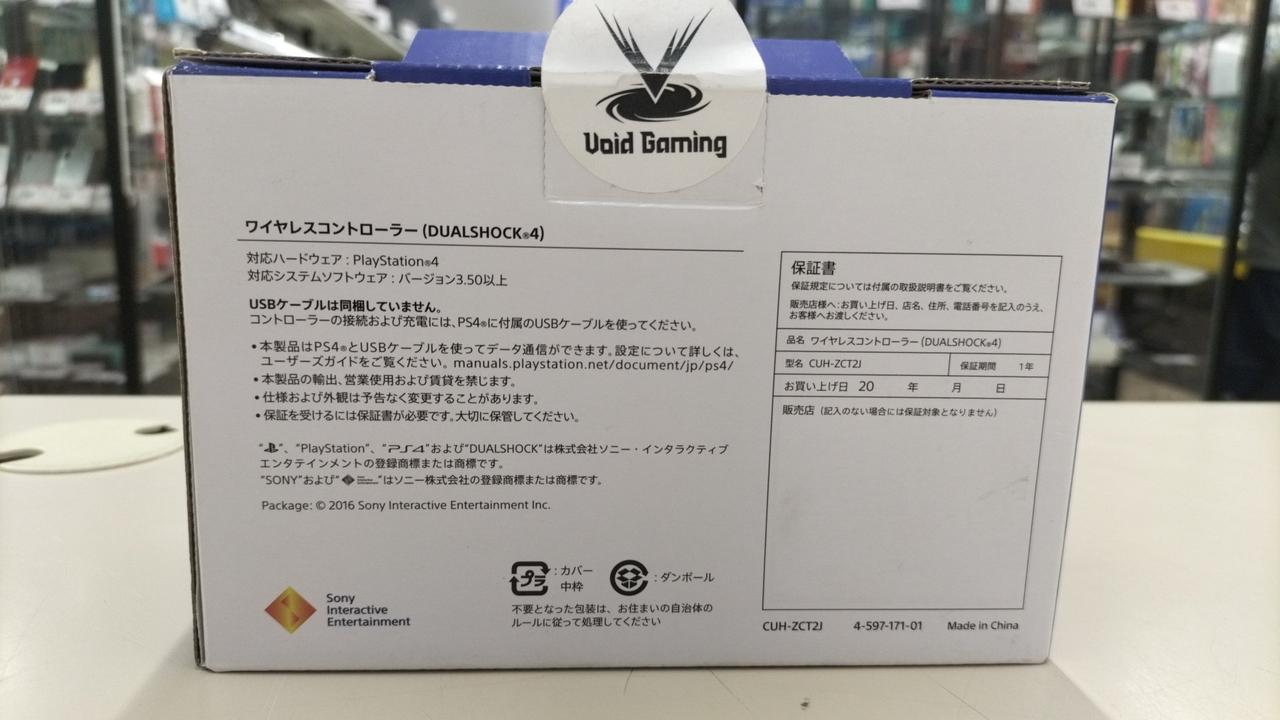 Void Gaming
ワイヤレスコントローラー (DUALSHOCK®4)
対応ハードウェア : PlayStation®4
対応システムソフトウェア : バージョン3.50以上
USBケーブルは同梱していません。
コントローラーの接続および充電には、PS4®に付属のUSBケーブルを使ってください。
• 本製品はPS4®とUSBケーブルを使ってデータ通信ができます。設定について詳しくは、
ユーザーズガイドをご覧ください。manuals.playstation.net/document/jp/ps4/
• 本製品の輸出、営業使用および賃貸を禁じます。
• 仕様および外観は予告なく変更することがあります。
• 保証を受けるには保証書が必要です。大切に保管してください。
“ ”、“PlayStation”、“PS4”および“DUALSHOCK”は株式会社ソニー・インタラクティブ
エンタテインメントの登録商標または商標です。
“SONY”および“ ”はソニー株式会社の登録商標または商標です。
Package: © 2016 Sony Interactive Entertainment Inc.
Sony
Interactive
Entertainment
プラ : カバー
中枠
: ダンボール
不要となった包装は、お住まいの自治体の
ルールに従って処理してください
保証書
保証規定については付属の取扱説明書をご覧ください。
販売店様へ:お買い上げ日、店名、住所、電話番号を記入のうえ、
お客様へお渡しください。
品名 ワイヤレスコントローラー (DUALSHOCK®4)
型名 CUH-ZCT2J 保証期間 1年
お買い上げ日 20 年 月 日
販売店 (記入のない場合には保証対象となりません)
CUH-ZCT2J 4-597-171-01 Made in China